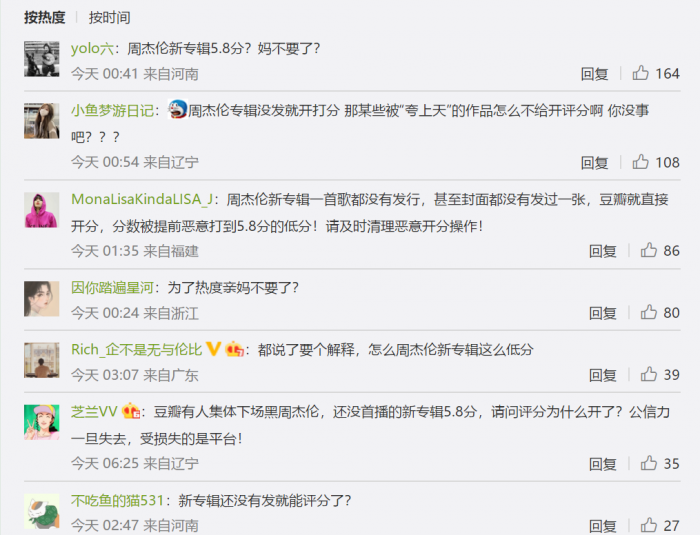 按热度 | 按时间
yolo六：周杰伦新专辑5.8分？妈不要了？
今天 00:41 来自河南
回复 | 164
小鱼梦游日记：周杰伦专辑没发就开打分 那某些被“夸上天”的作品怎么不给开评分啊 你没事
吧？？？
今天 00:54 来自辽宁
回复 | 108
MonaLisaKindaLISA_J：周杰伦新专辑一首歌都没有发行，甚至封面都没有发过一张，豆瓣就直接
开分，分数被提前恶意打到5.8分的低分！请及时清理恶意开分操作！
今天 01:35 来自福建
回复 | 86
因你踏遍星河：为了热度亲妈不要了？
今天 00:24 来自浙江
回复 | 80
Rich_企不是无与伦比：都说了要个解释，怎么周杰伦新专辑这么低分
今天 03:07 来自广东
回复 | 39
芝兰VV：豆瓣有人集体下场黑周杰伦，还没首播的新专辑5.8分，请问评分为什么开了？公信力
一旦失去，受损失的是平台！
今天 06:25 来自辽宁
回复 | 35
不吃鱼的猫531：新专辑还没有发就能评分了？
今天 02:47 来自河南
回复 | 27